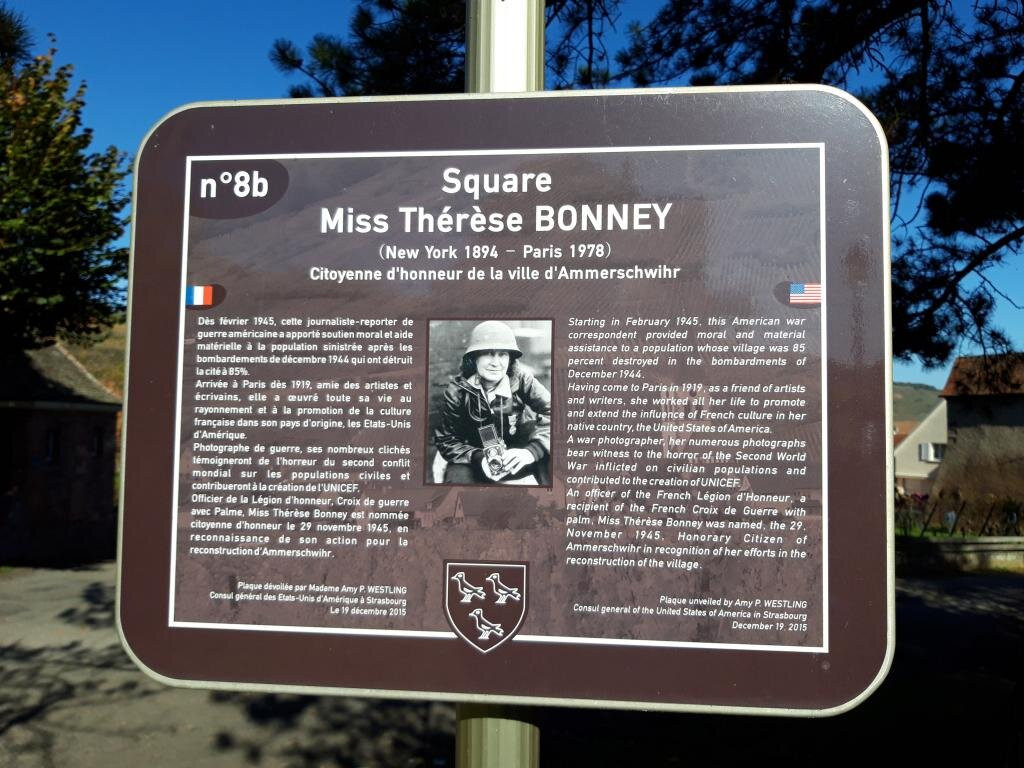 n°8b
Square
Miss Thérèse BONNEY
(New York 1894 – Paris 1978)
Citoyenne d'honneur de la ville d'Ammerschwihr
Dès février 1945, cette journaliste-reporter de
guerre américaine a apporté soutien moral et aide
matérielle à la population sinistrée après les
bombardements de décembre 1944 qui ont détruit
la cité à 85%.
Arrivée à Paris dès 1919, amie des artistes et
écrivains, elle a œuvré toute sa vie au
rayonnement et à la promotion de la culture
française dans son pays d'origine, les Etats-Unis
d'Amérique.
Photographe de guerre, ses nombreux clichés
témoigneront de l'horreur du second conflit
mondial sur les populations civiles et
contribueront à la création de l'UNICEF.
Officier de la Légion d'honneur, Croix de guerre
avec Palme, Miss Thérèse Bonney est nommée
citoyenne d'honneur le 29 novembre 1945, en
reconnaissance de son action pour la
reconstruction d'Ammerschwihr.
Plaque dévoilée par Madame Amy P. WESTLING
Consul général des Etats-Unis d'Amérique à Strasbourg
Le 19 décembre 2015
Starting in February 1945, this American war
correspondent provided moral and material
assistance to a population whose village was 85
percent destroyed in the bombardments of
December 1944.
Having come to Paris in 1919, as a friend of artists
and writers, she worked all her life to promote
and extend the influence of French culture in her
native country, the United States of America.
A war photographer, her numerous photographs
bear witness to the horror of the Second World
War inflicted on civilian populations and
contributed to the creation of UNICEF.
An officer of the French Légion d'Honneur, a
recipient of the French Croix de Guerre with
palm, Miss Thérèse Bonney was named, the 29.
November 1945, Honorary Citizen of
Ammerschwihr in recognition of her efforts in the
reconstruction of the village.
Plaque unveiled by Amy P. WESTLING
Consul general of the United States of America in Strasbourg
December 19, 2015